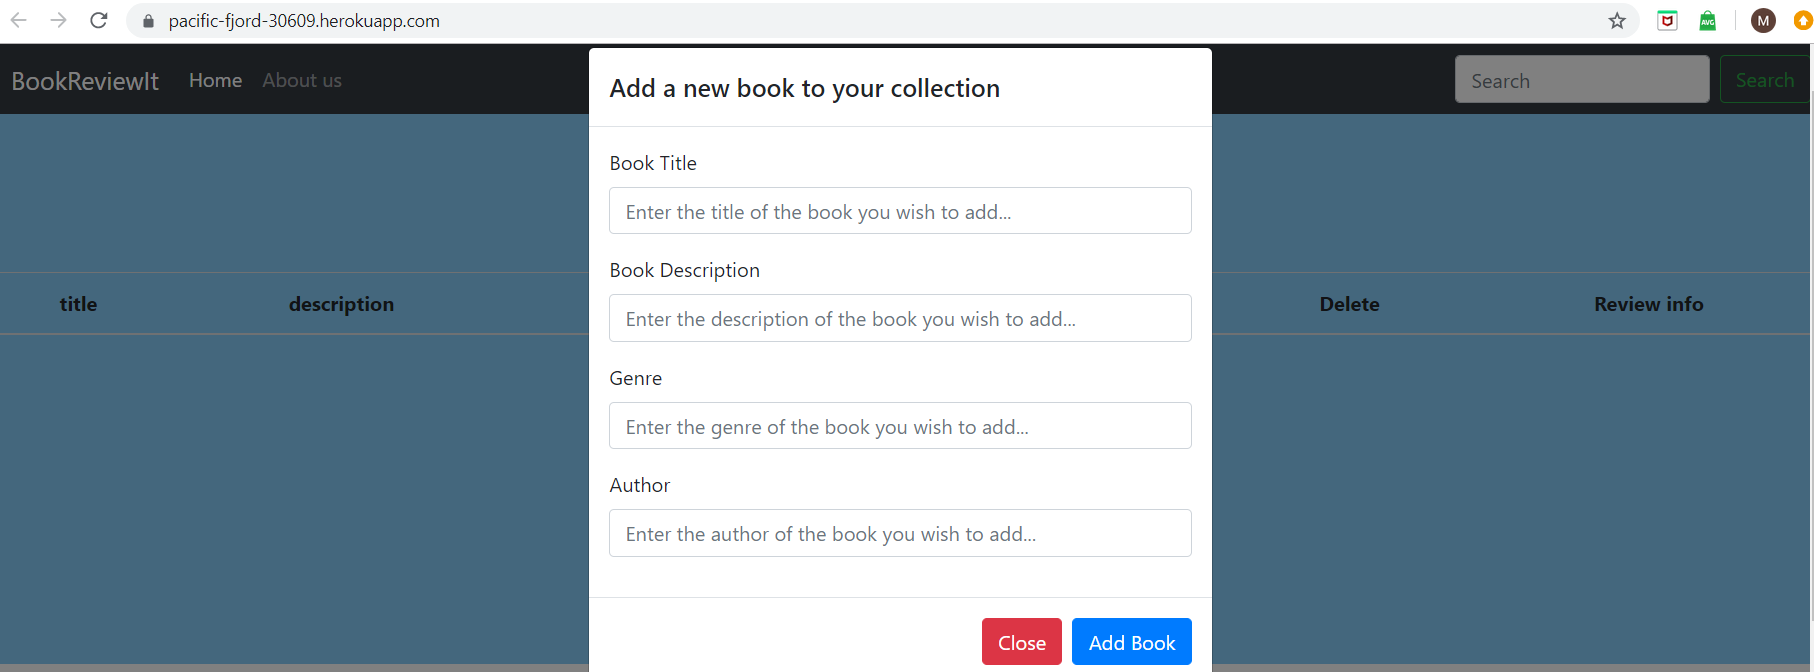 pacific-fjord-30609.herokuapp.com
M
BookReviewIt Home About us Search Search
Add a new book to your collection
Book Title
Enter the title of the book you wish to add...
Book Description
Enter the description of the book you wish to add...
title description Delete Review info
Genre
Enter the genre of the book you wish to add...
Author
Enter the author of the book you wish to add...
Close Add Book
AVG